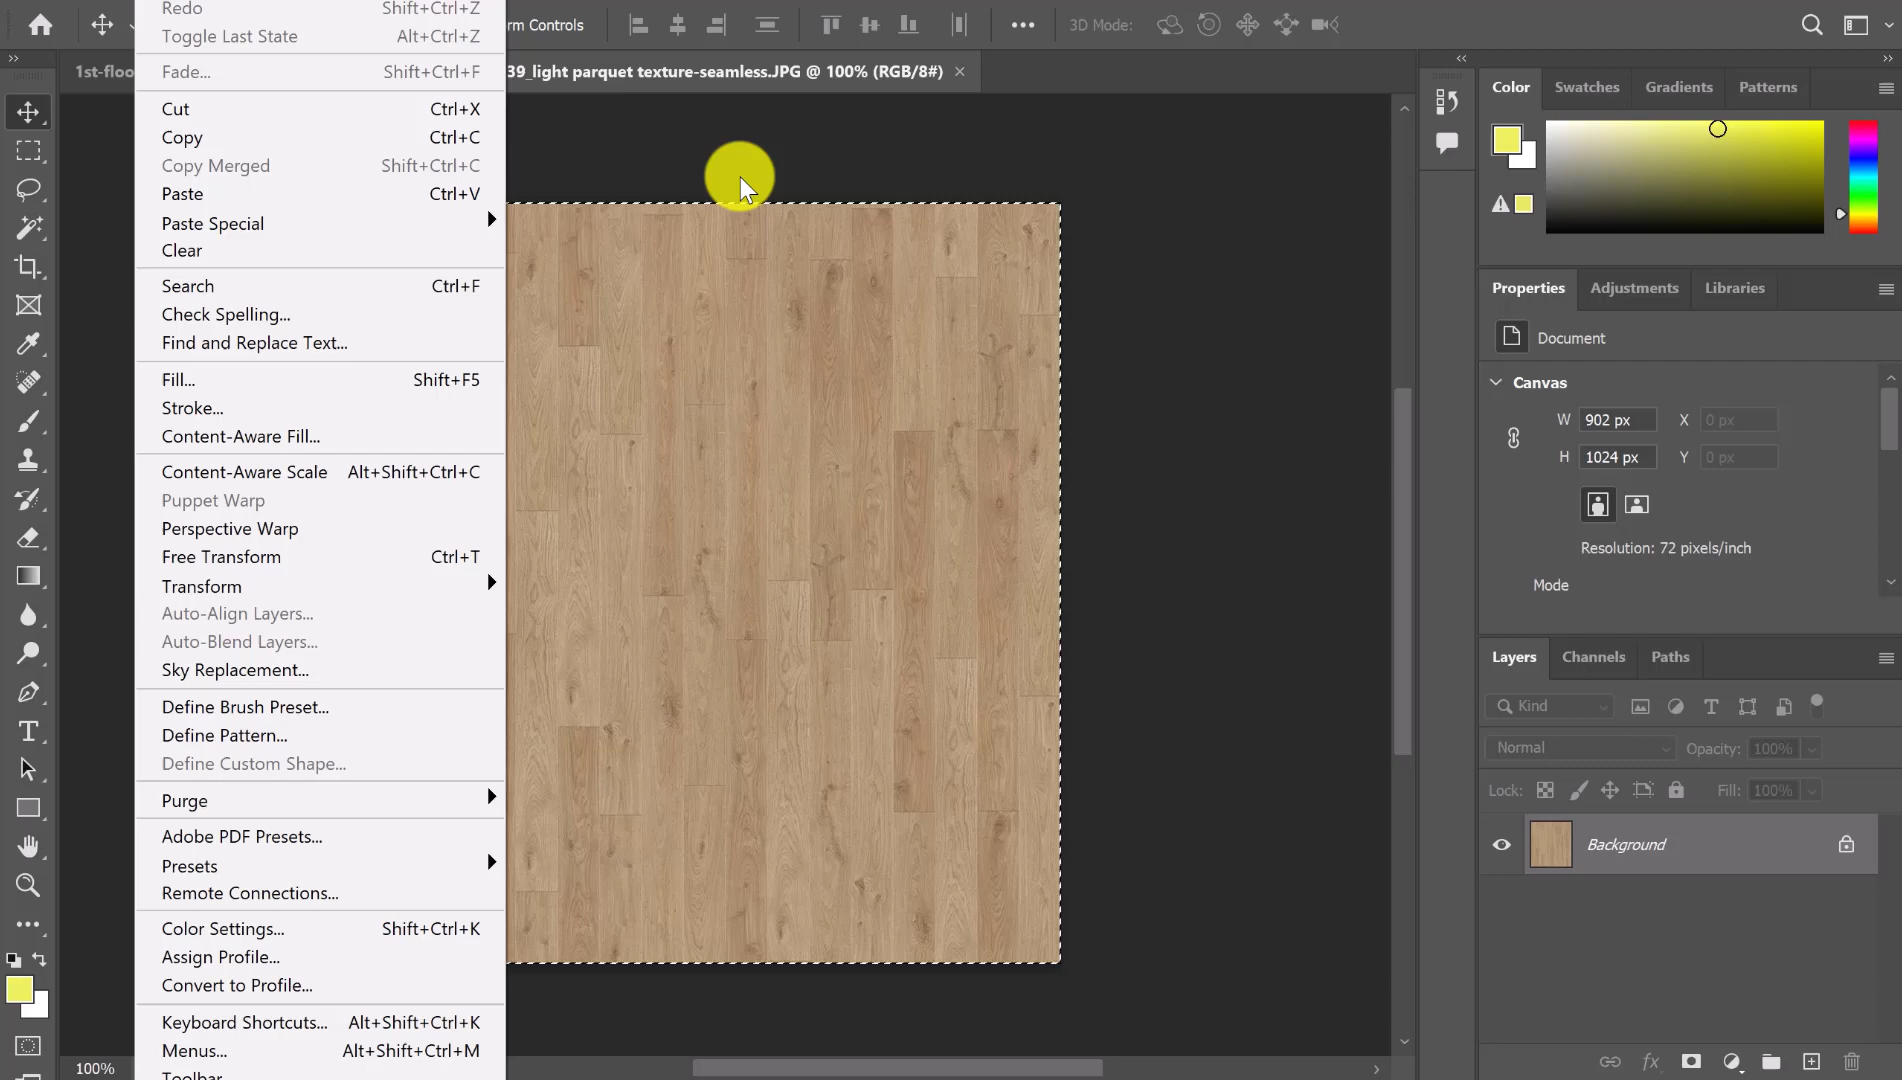 Redo Shift+Ctrl+Z
Toggle Last State Alt+Ctrl+Z
Fade... Shift+Ctrl+F
Cut Ctrl+X
Copy Ctrl+C
Copy Merged Shift+Ctrl+C
Paste Ctrl+V
Paste Special
Clear
Search Ctrl+F
Check Spelling...
Find and Replace Text...
Fill... Shift+F5
Stroke...
Content-Aware Fill...
Content-Aware Scale Alt+Shift+Ctrl+C
Puppet Warp
Perspective Warp
Free Transform Ctrl+T
Transform
Auto-Align Layers...
Auto-Blend Layers...
Sky Replacement...
Define Brush Preset...
Define Pattern...
Define Custom Shape...
Purge
Adobe PDF Presets...
Presets
Remote Connections...
Color Settings... Shift+Ctrl+K
Assign Profile...
Convert to Profile...
Keyboard Shortcuts... Alt+Shift+Ctrl+K
Menus... Alt+Shift+Ctrl+M
Toolbar
rm Controls
3D Mode:
1st-floo
39_light parquet texture-seamless.JPG @ 100% (RGB/8#)
100%
Color Swatches Gradients Patterns
Properties Adjustments Libraries
Document
Canvas
W 902 px X 0 px
H 1024 px Y 0 px
Resolution: 72 pixels/inch
Mode
Layers Channels Paths
Kind
Normal Opacity: 100%
Lock: Fill: 100%
Background